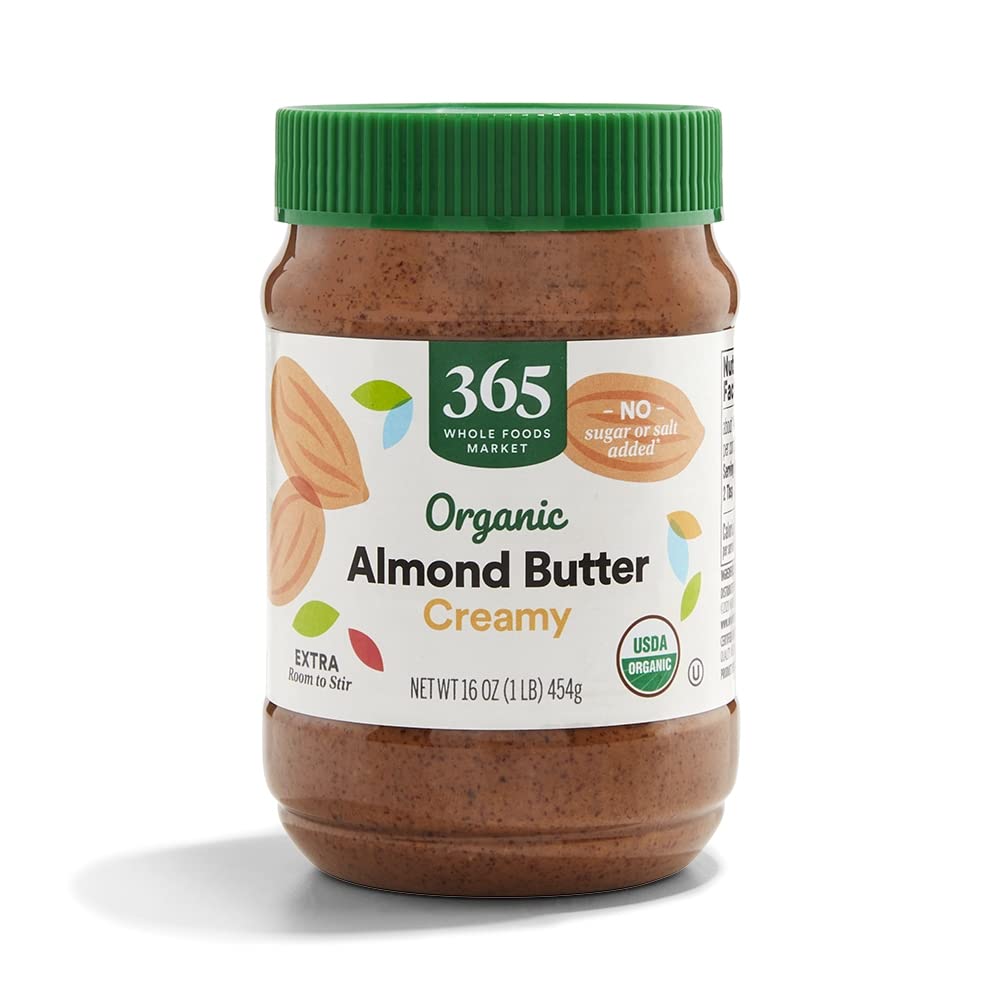 365
WHOLE FOODS
MARKET
- NO -
sugar or salt
added*
Organic
Almond Butter
Creamy
EXTRA
Room to Stir
NET WT 16 OZ (1 LB) 454g
USDA
ORGANIC
U